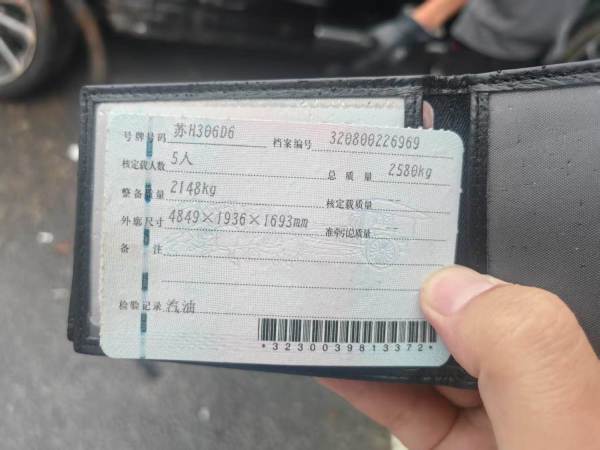 号牌号码 苏H306D6 档案编号 320800226969
核定载人数 5人 总质量 2580kg
整备质量 2148kg 核定载质量 --
外廓尺寸 4849×1936×1693mm 准牵引总质量 --
备注
检验记录 汽油
*3230039813372*